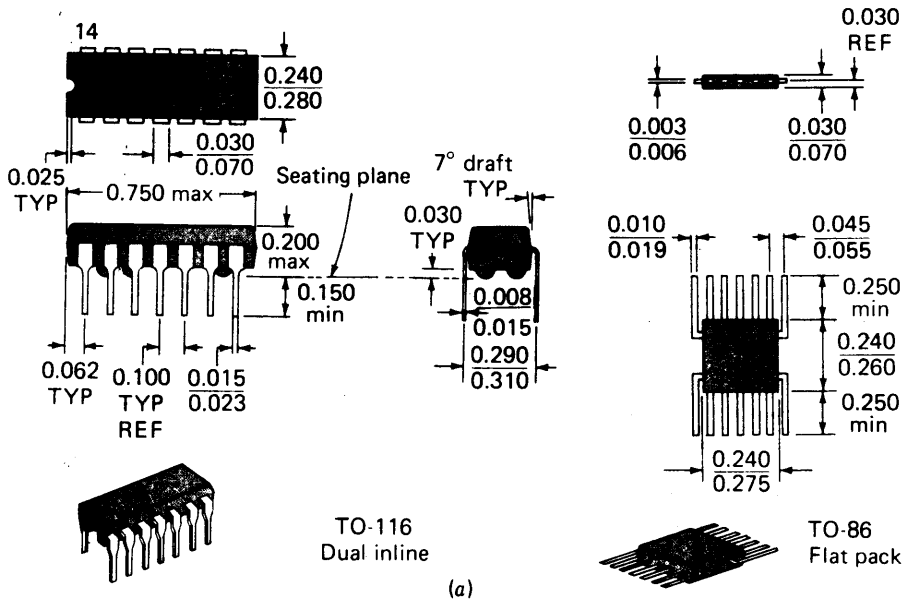 14
0.240
0.280
0.030
0.070
0.025
TYP
0.750 max
Seating plane
0.200
max
0.150
min
0.062
TYP
0.100
TYP
REF
0.015
0.023
7° draft
TYP
0.030
TYP
0.008
0.015
0.290
0.310
0.030
REF
0.003
0.006
0.030
0.070
0.010
0.019
0.045
0.055
0.250
min
0.240
0.260
0.250
min
0.240
0.275
TO-116
Dual inline
TO-86
Flat pack
(a)